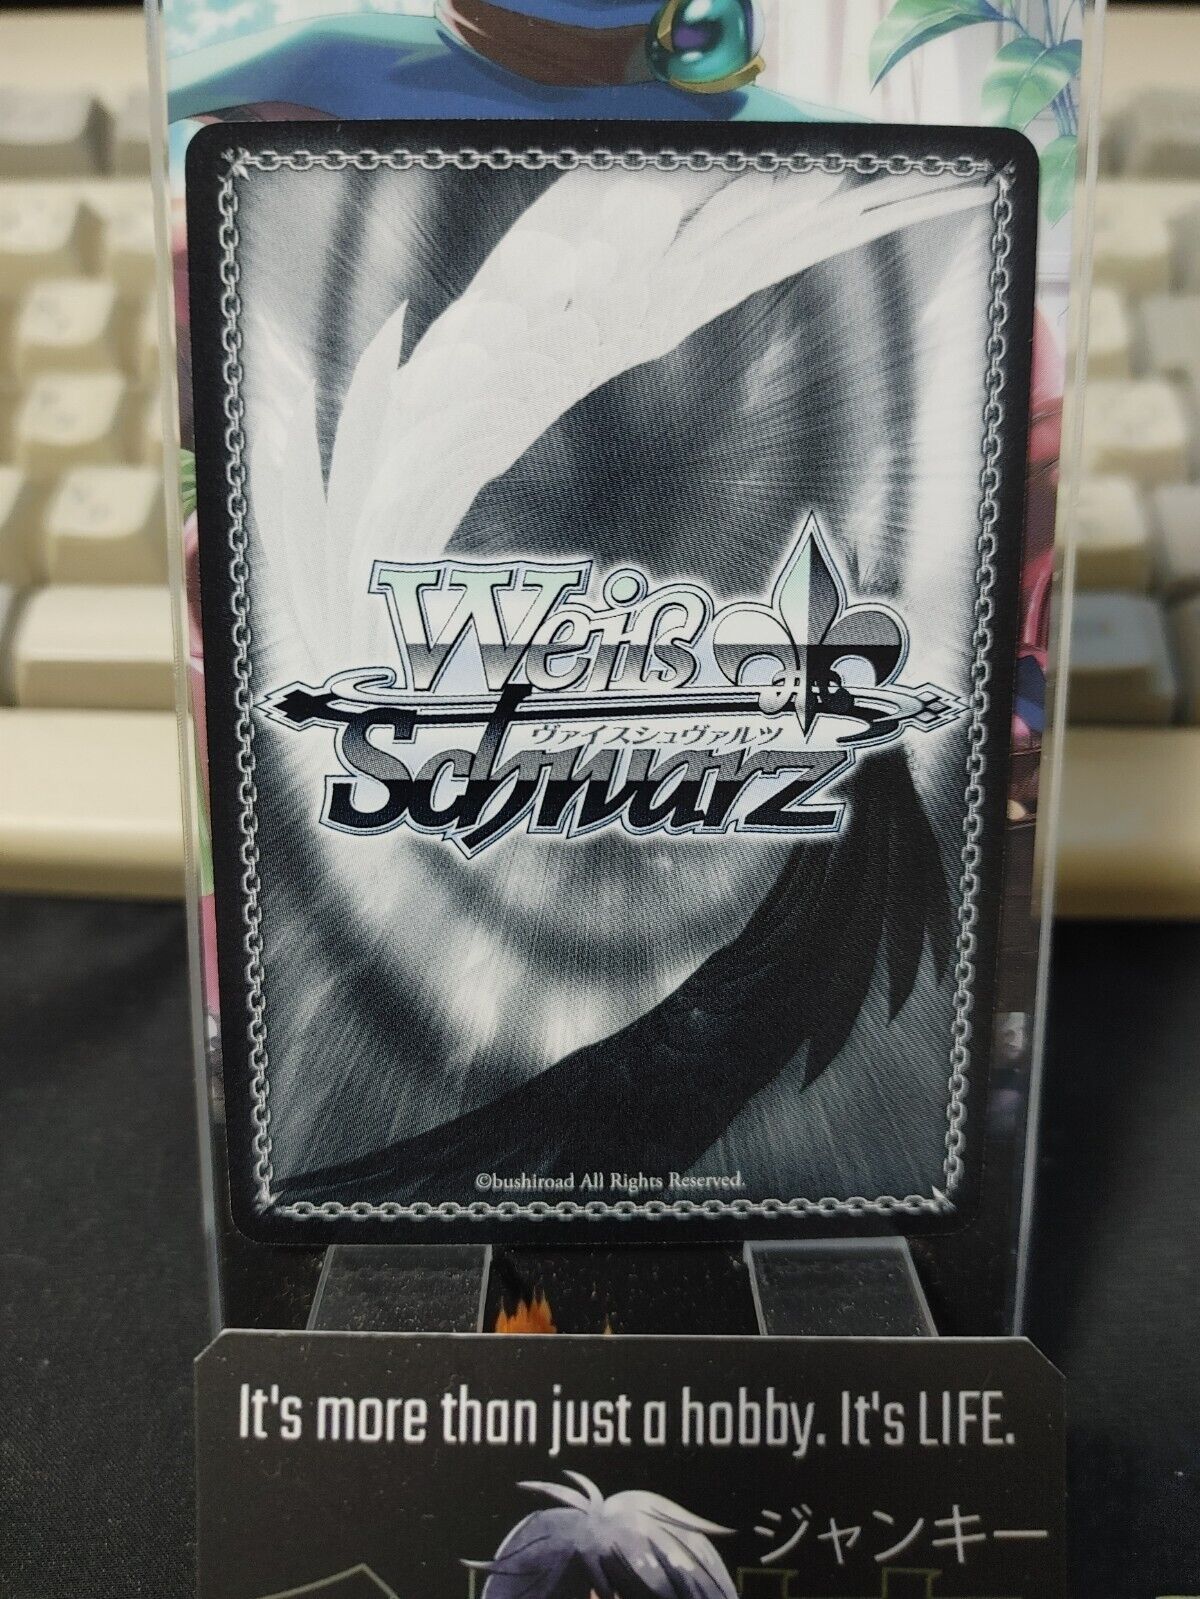 Weiß
Schwarz
ヴァイスシュヴァルツ
©bushiroad All Rights Reserved.
It's more than just a hobby. It's LIFE.
ジャンキー